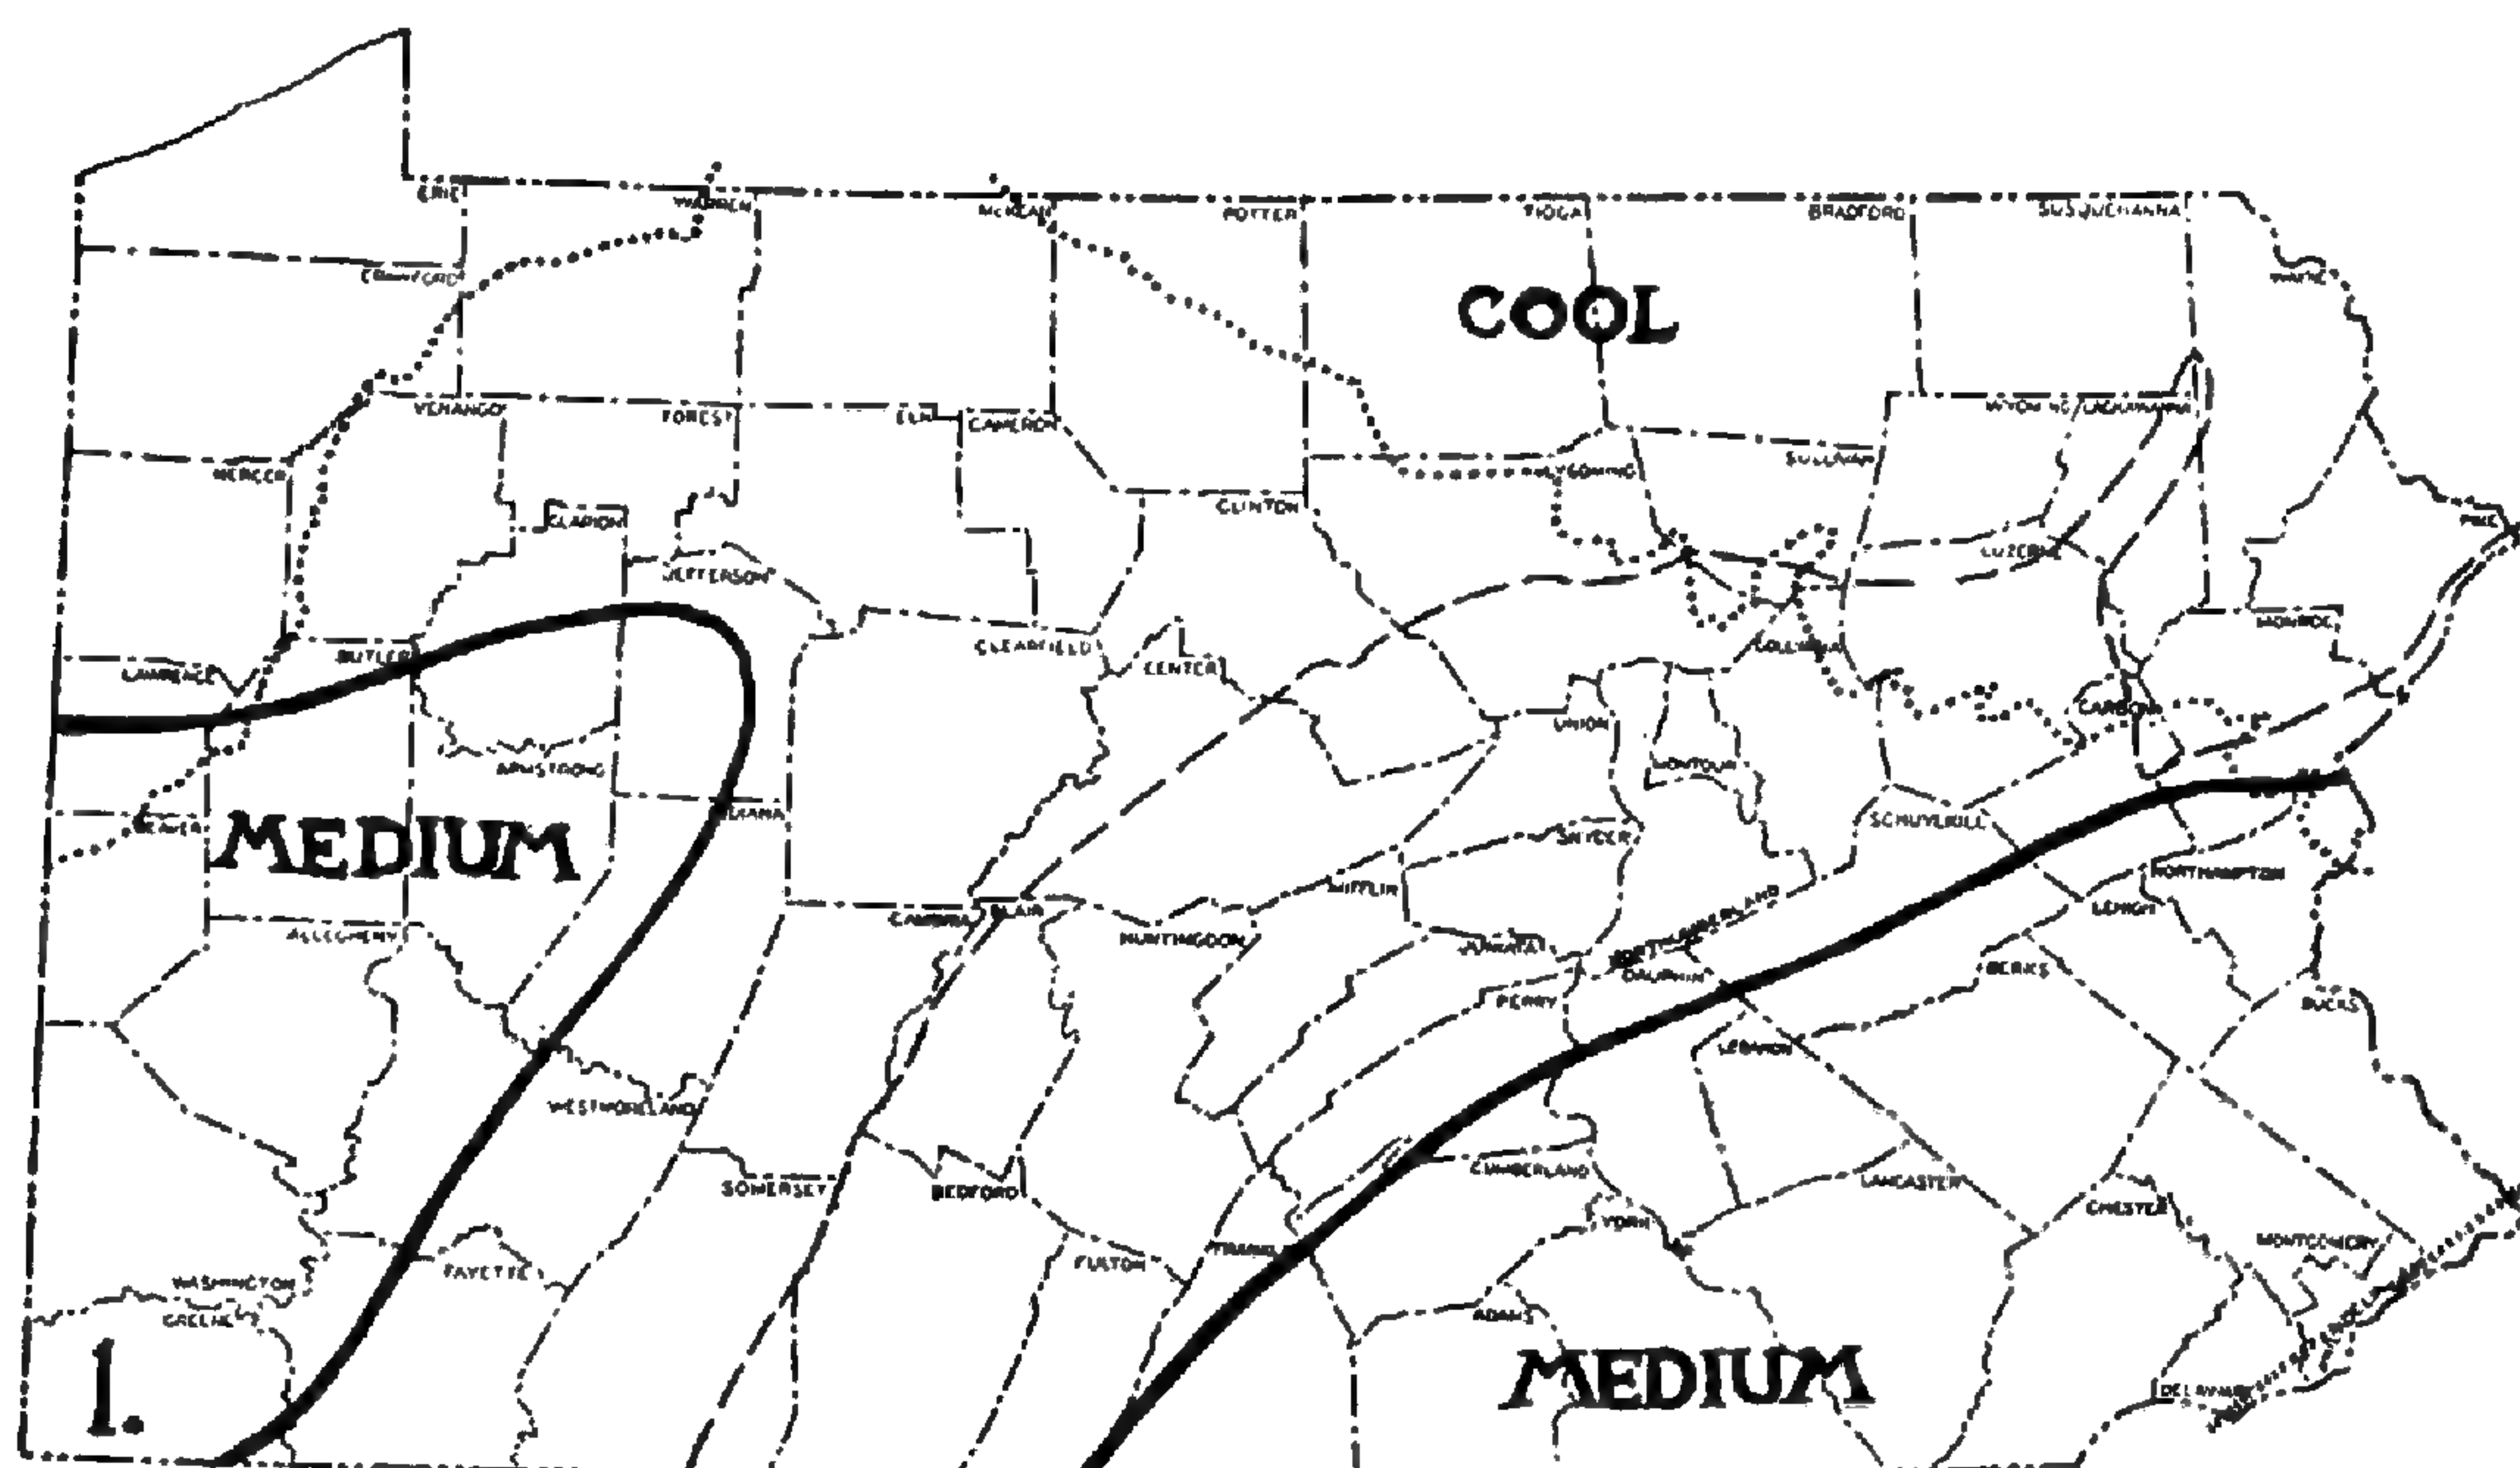 ERIE
WARREN
McKEAN
POTTER
TIOGA
BRADFORD
SUSQUEHANNA
WAYNE
CRAWFORD
COOL
VENANGO
FOREST
ELK
CAMERON
WYOMING
LACKAWANNA
MERCER
CLARION
CLINTON
LYCOMING
SULLIVAN
LUZERNE
PIKE
JEFFERSON
LAWRENCE
BUTLER
CLEARFIELD
CENTER
COLUMBIA
MONROE
UNION
CARBON
ARMSTRONG
MONTOUR
BEAVER
MEDIUM
INDIANA
SNYDER
SCHUYLKILL
NORTHAMPTON
ALLEGHENY
CAMBRIA
BLAIR
HUNTINGDON
MIFFLIN
JUNIATA
LEHIGH
DAUPHIN
PERRY
BERKS
BUCKS
LEBANON
WESTMORELAND
SOMERSET
BEDFORD
CUMBERLAND
LANCASTER
CHESTER
YORK
WASHINGTON
FAYETTE
FULTON
MONTGOMERY
GREENE
ADAMS
1.
MEDIUM
DELAWARE